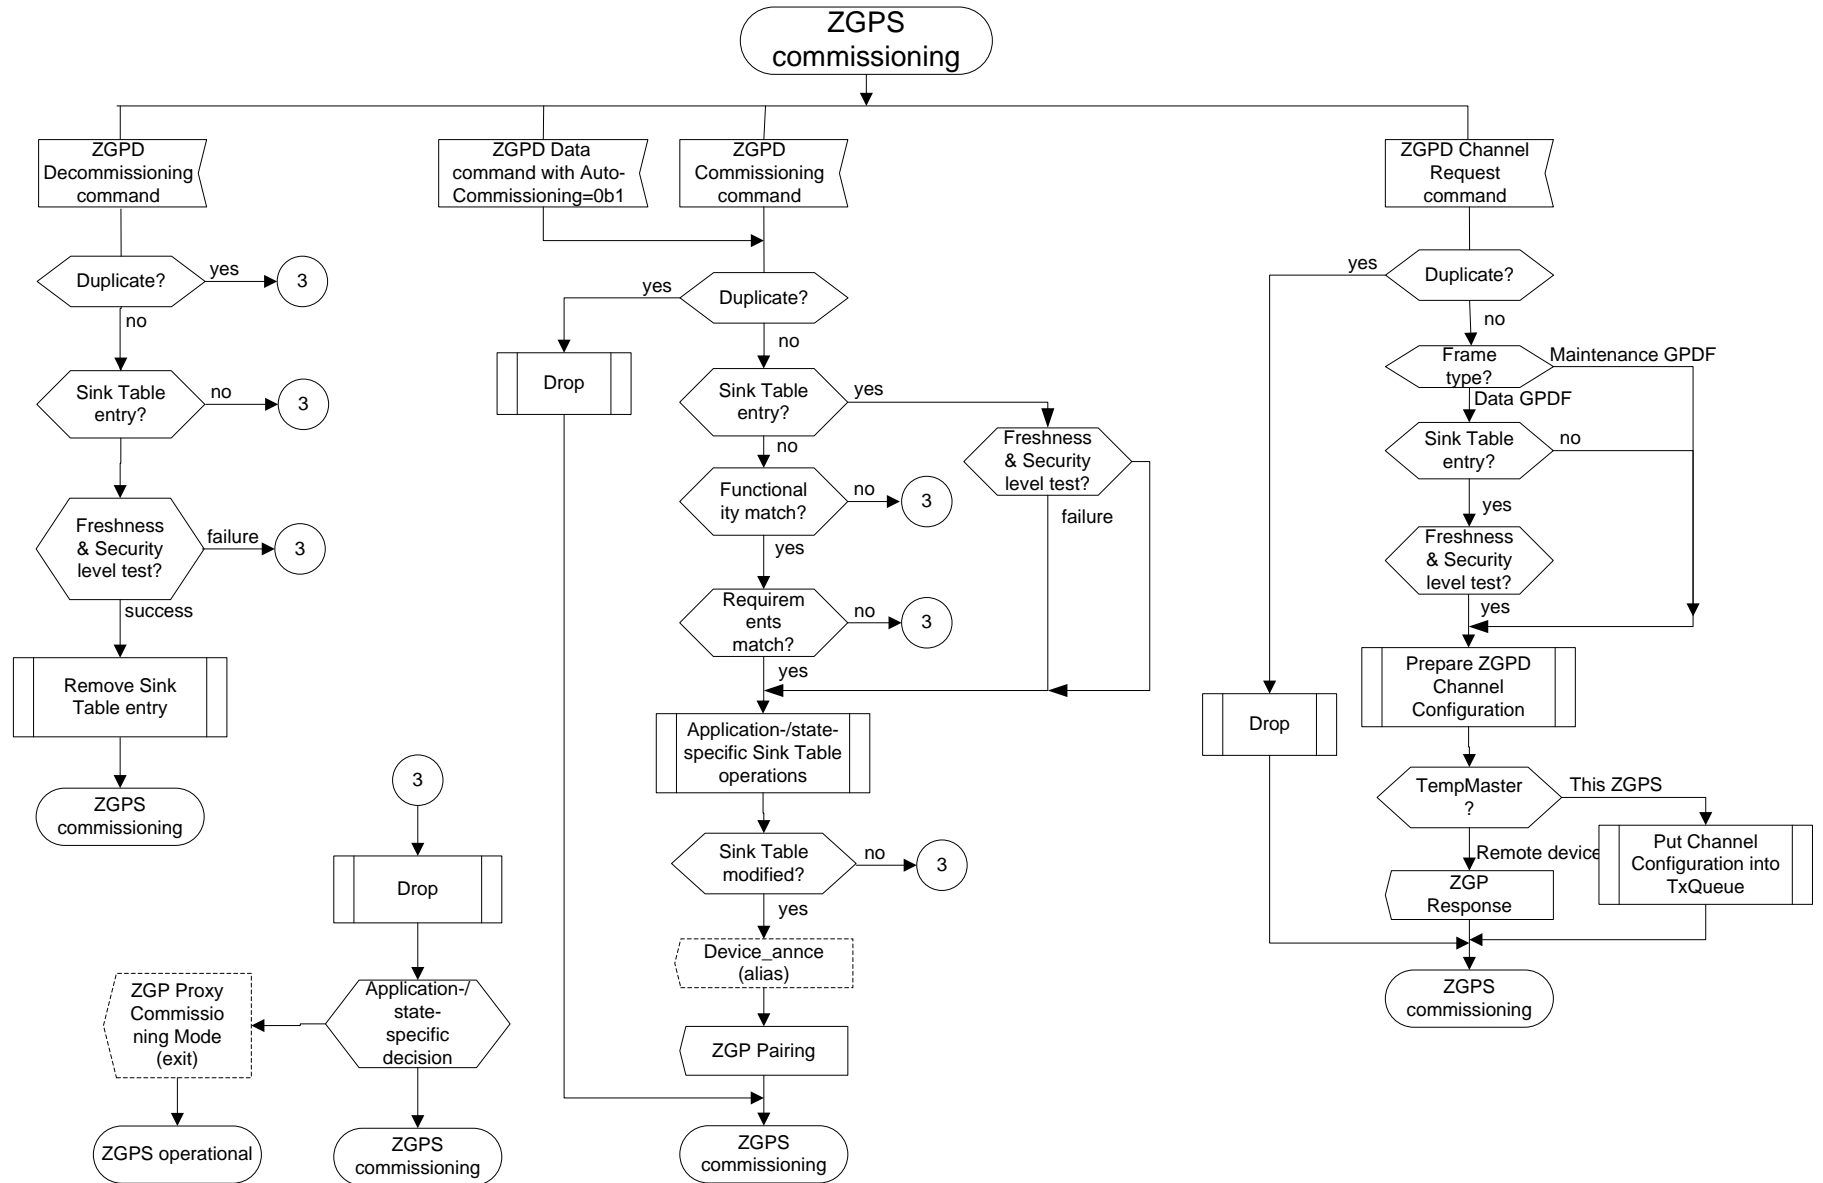 ZGPS
commissioning
ZGPD
Decommissioning
command
ZGPD Data
command with Auto-
Commissioning=0b1
ZGPD
Commissioning
command
ZGPD Channel
Request
command
Duplicate?
yes
3
no
Sink Table
entry?
no
3
Freshness
& Security
level test?
failure
3
success
Remove Sink
Table entry
ZGPS
commissioning
3
Drop
Application-/
state-
specific
decision
ZGP Proxy
Commissio
ning Mode
(exit)
ZGPS operational
ZGPS
commissioning
yes
Duplicate?
no
Drop
Sink Table
entry?
yes
no
Freshness
& Security
level test?
failure
Functional
ity match?
no
3
yes
Requirem
ents
match?
no
3
yes
Application-/state-
specific Sink Table
operations
Sink Table
modified?
no
3
yes
Device_annce
(alias)
ZGP Pairing
ZGPS
commissioning
yes
Duplicate?
no
Frame
type?
Maintenance GPDF
Data GPDF
Sink Table
entry?
no
yes
Freshness
& Security
level test?
yes
Prepare ZGPD
Channel
Configuration
Drop
TempMaster
?
This ZGPS
Remote device
Put Channel
Configuration into
TxQueue
ZGP
Response
ZGPS
commissioning